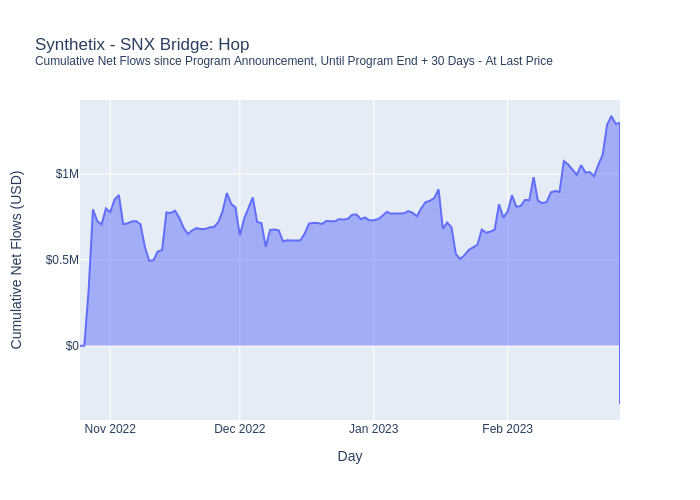 Synthetix - SNX Bridge: Hop
Cumulative Net Flows since Program Announcement, Until Program End + 30 Days - At Last Price
Cumulative Net Flows (USD)
$1M
$0.5M
$0
Nov 2022
Dec 2022
Jan 2023
Feb 2023
Day